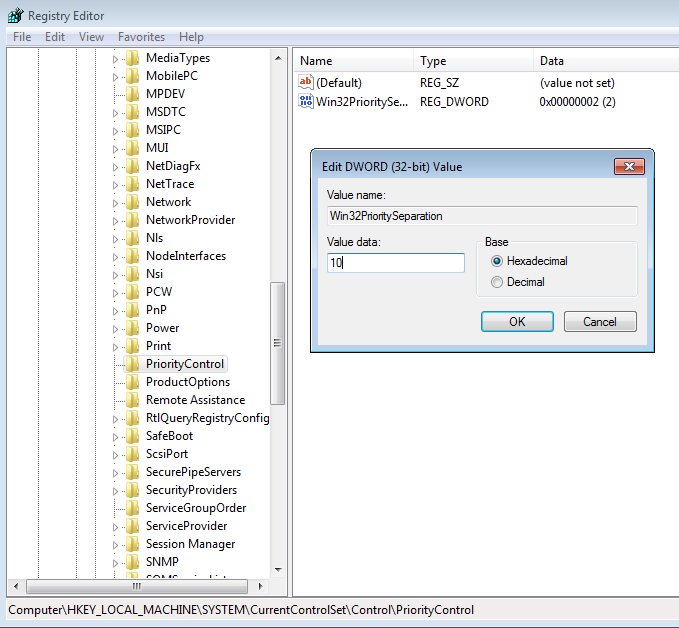 Registry Editor
File Edit View Favorites Help
MediaTypes
MobilePC
MPDEV
MSDTC
MSIPC
MUI
NetDiagFx
NetTrace
Network
NetworkProvider
Nls
NodeInterfaces
Nsi
PCW
PnP
Power
Print
PriorityControl
ProductOptions
Remote Assistance
RtlQueryRegistryConfig
SafeBoot
ScsiPort
SecurePipeServers
SecurityProviders
ServiceGroupOrder
ServiceProvider
Session Manager
SNMP
Name Type Data
(Default) REG_SZ (value not set)
Win32PrioritySe... REG_DWORD 0x00000002 (2)
Edit DWORD (32-bit) Value
Value name:
Win32PrioritySeparation
Value data:
10
Base
Hexadecimal
Decimal
OK Cancel
Computer\HKEY_LOCAL_MACHINE\SYSTEM\CurrentControlSet\Control\PriorityControl